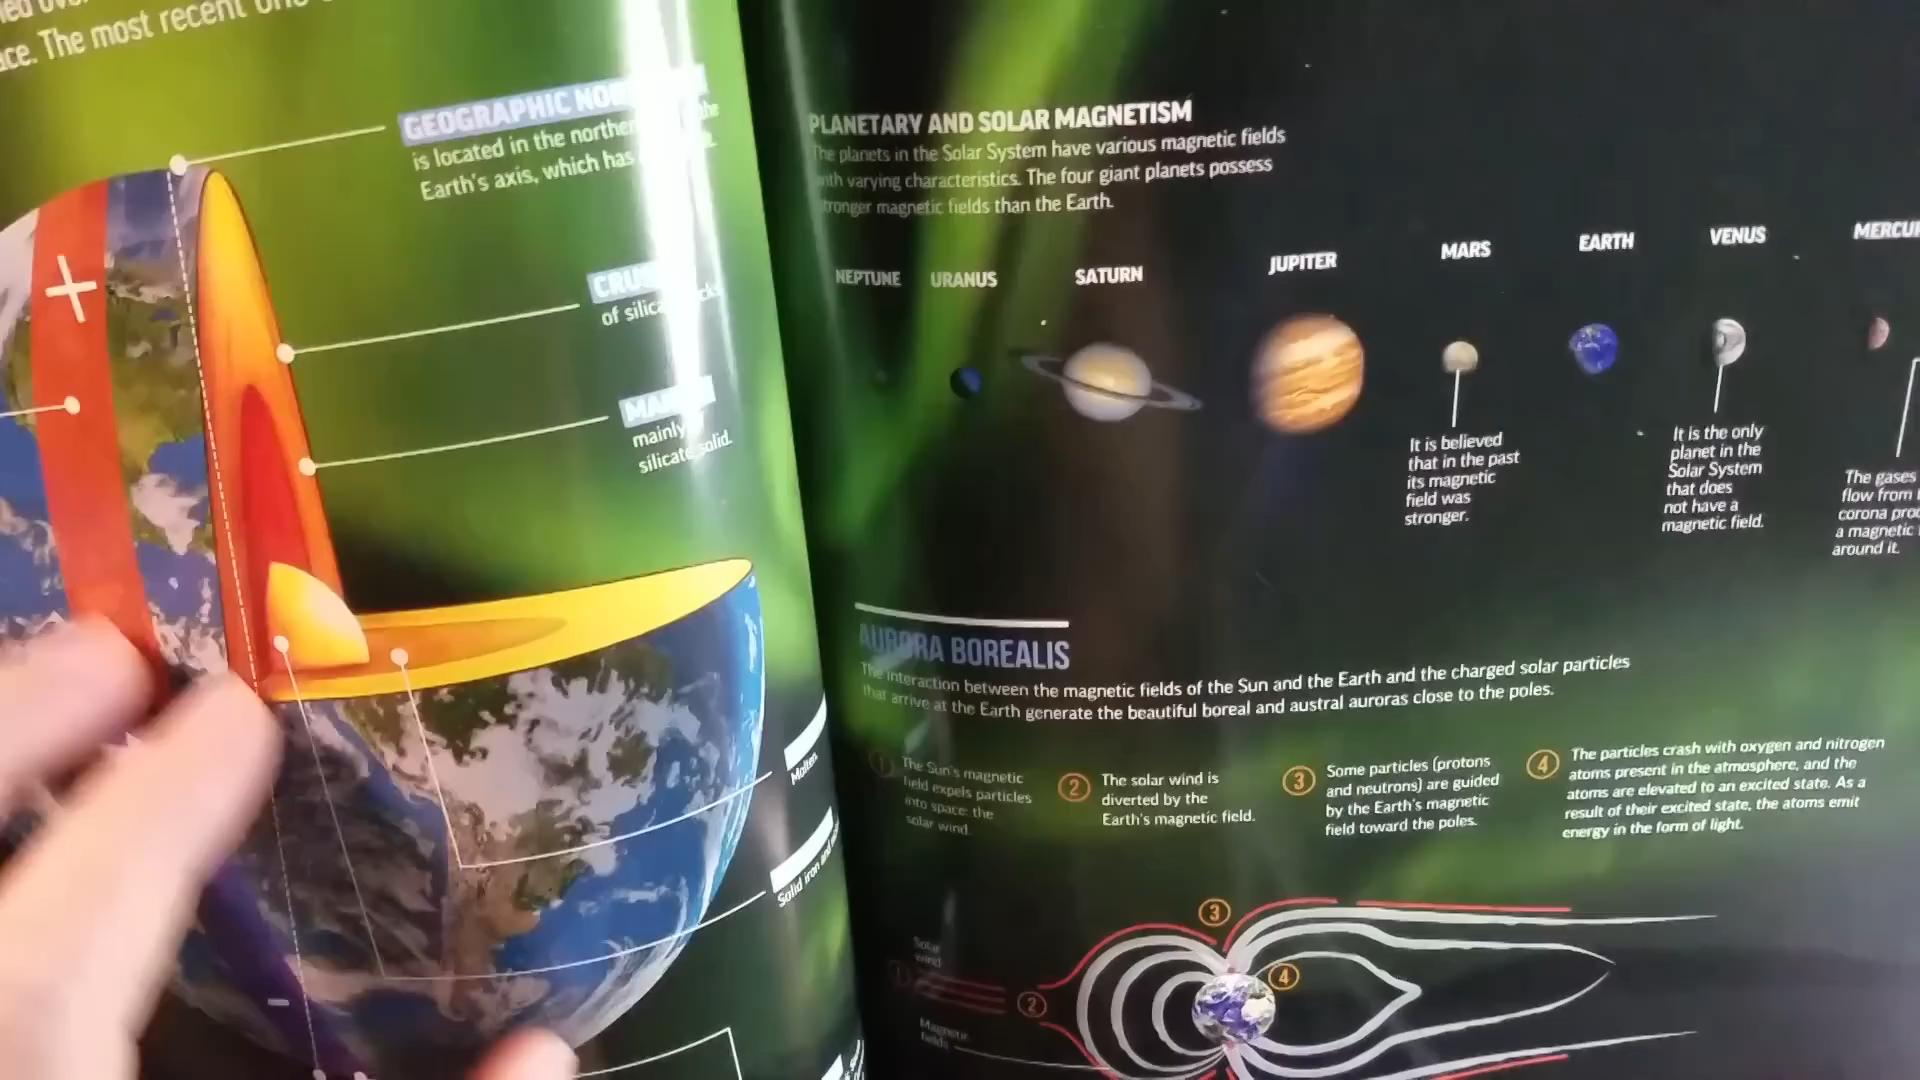 The most recent
GEOGRAPHIC
is located in the the
Earth's axis, which has
of
mainly
silicate solid.
Molten
Solid iron and
PLANETARY AND SOLAR MAGNETISM
The planets in the Solar System have various magnetic fields
with varying characteristics. The four giant planets possess
stronger magnetic fields than the Earth.
NEPTUNE
URANUS
SATURN
JUPITER
MARS
EARTH
VENUS
It is believed
that in the past
its magnetic
field was
stronger.
It is the only
planet in the
Solar System
that does
not have a
magnetic field.
The gases
flow from
corona
a magnetic
around it.
AURORA BOREALIS
The interaction between the magnetic fields of the Sun and the Earth and the charged solar particles
that arrive at the Earth generate the beautiful boreal and austral auroras close to the poles.
1
The Sun's magnetic
field expels particles
into space: the
solar wind.
2
The solar wind is
diverted by the
Earth's magnetic field.
3
Some particles (protons
and neutrons) are guided
by the Earth's magnetic
field toward the poles.
4
The particles crash with oxygen and nitrogen
atoms present in the atmosphere, and the
atoms are elevated to an excited state. As a
result of their excited state, the atoms emit
energy in the form of light.
3
Solar
wind
1
2
4
Magnetic
fields